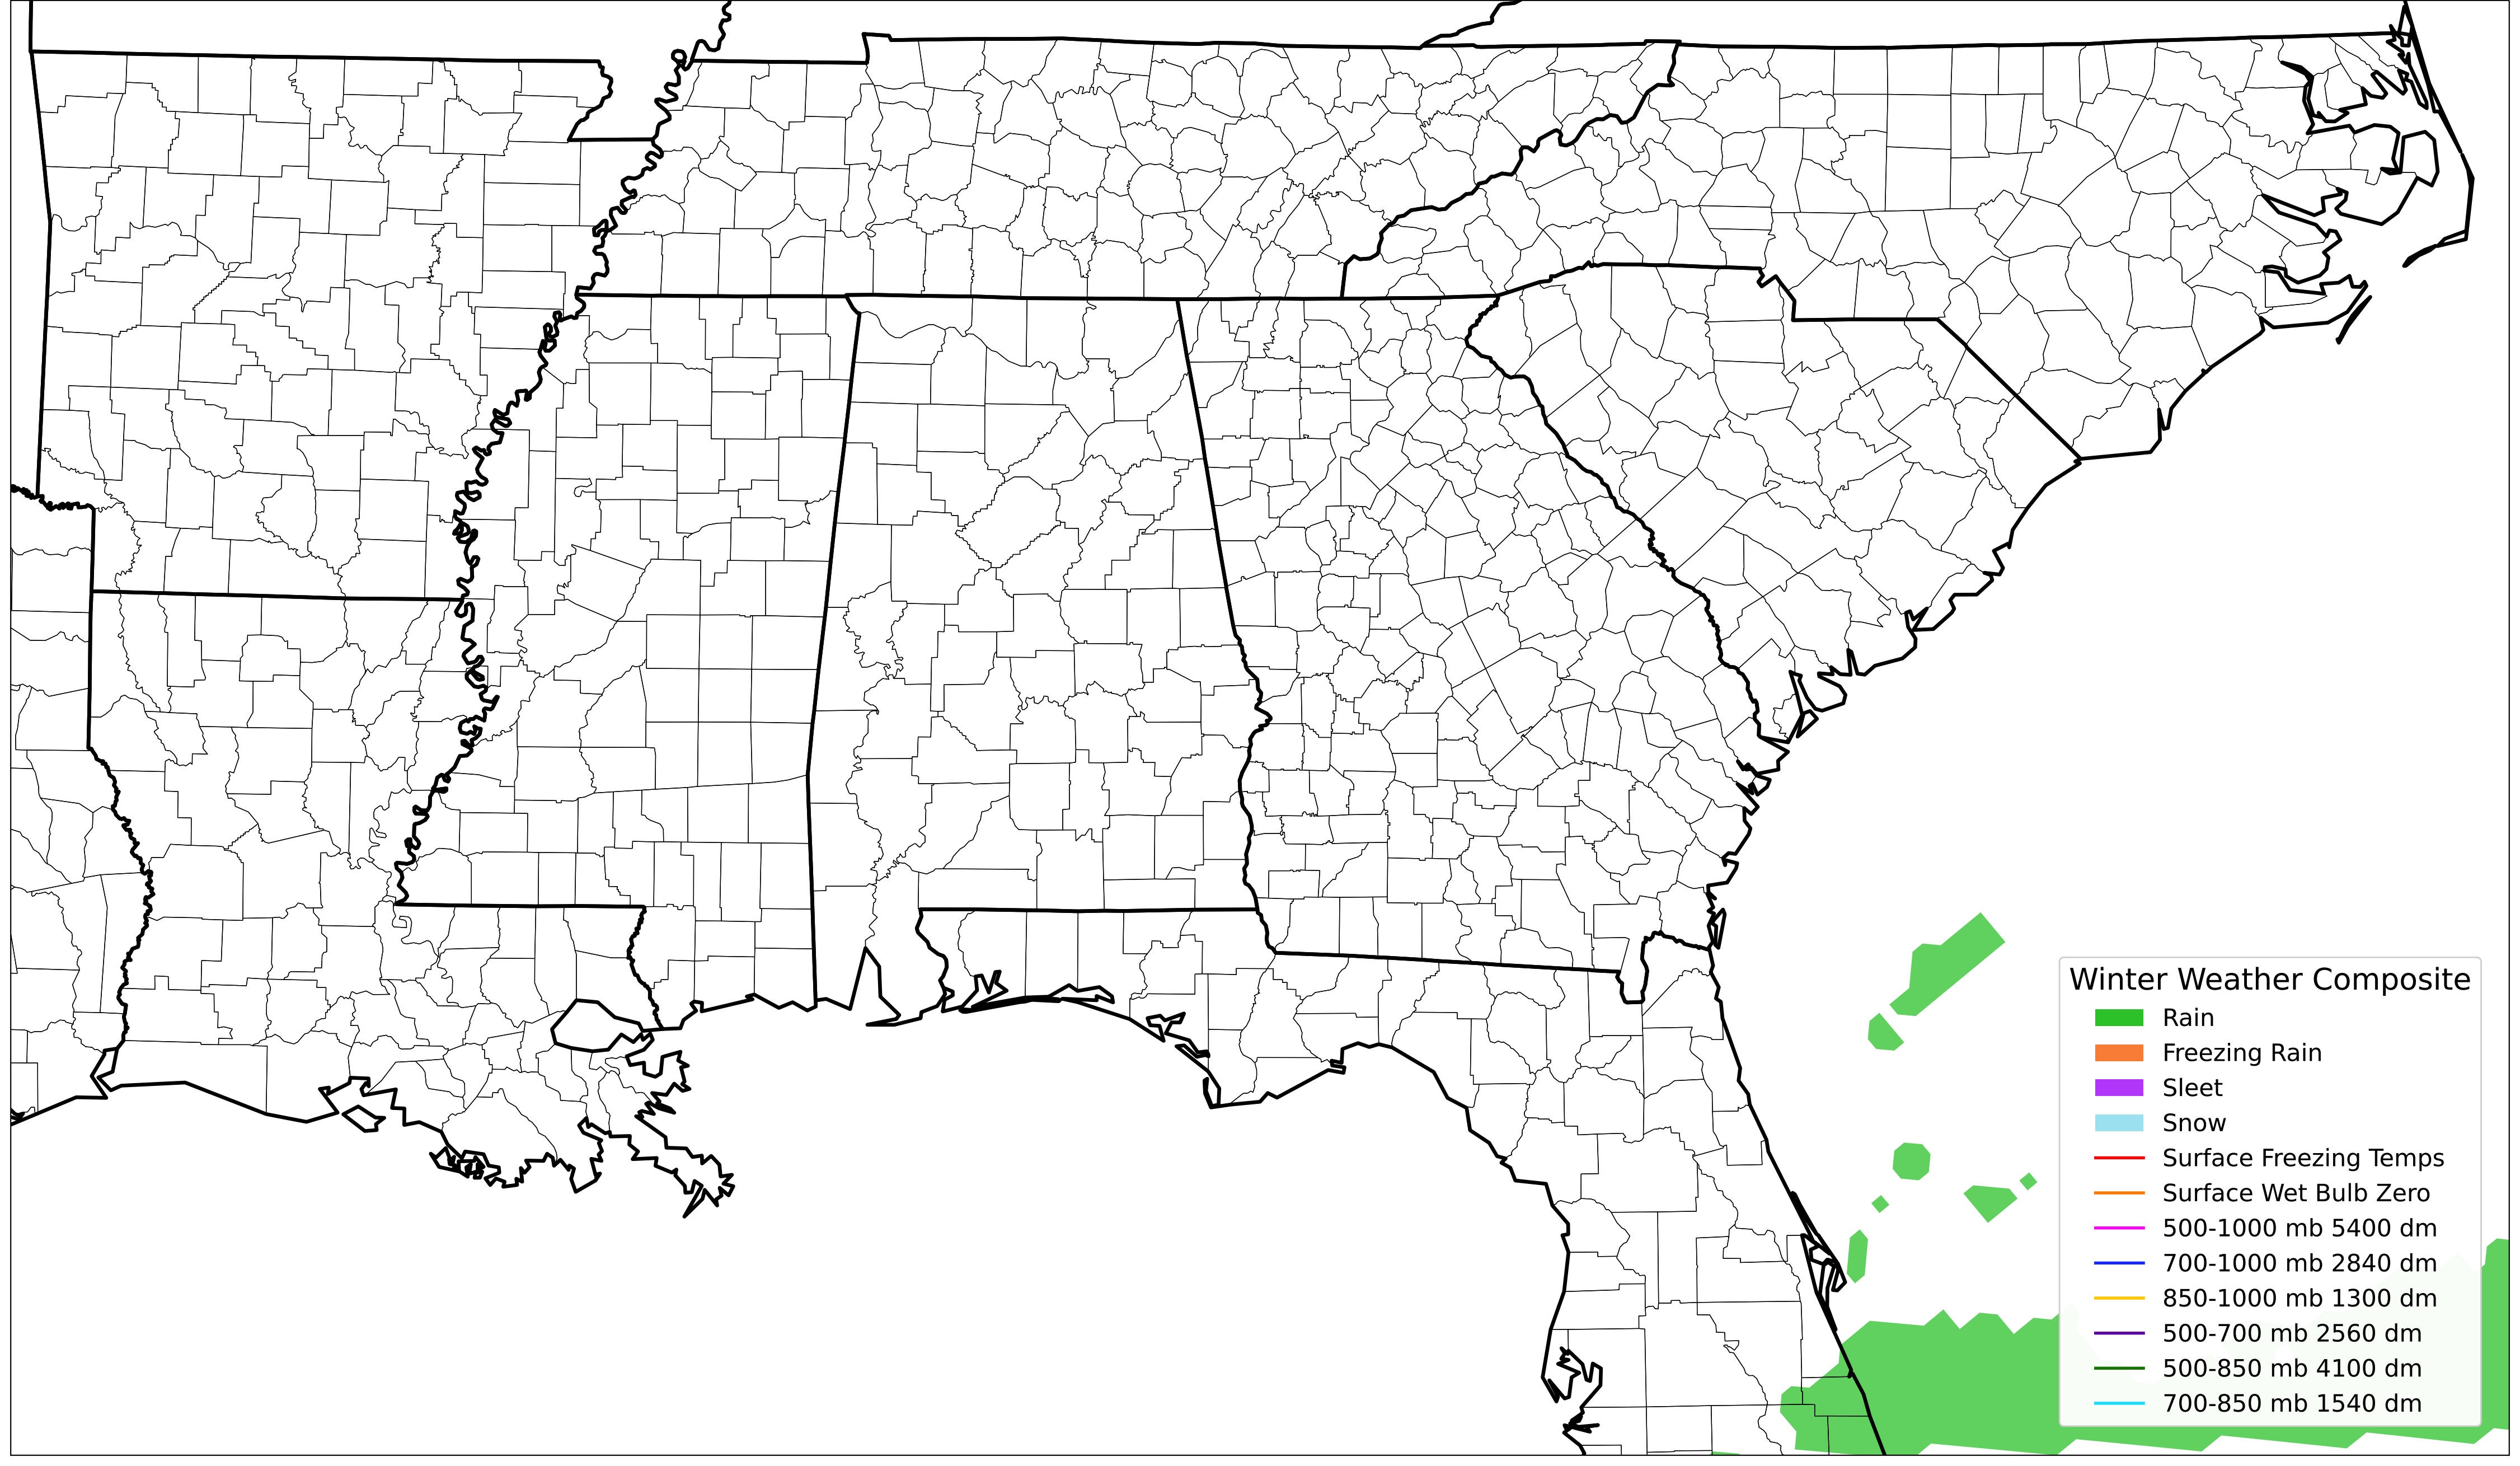 Winter Weather Composite
Rain
Freezing Rain
Sleet
Snow
Surface Freezing Temps
Surface Wet Bulb Zero
500-1000 mb 5400 dm
700-1000 mb 2840 dm
850-1000 mb 1300 dm
500-700 mb 2560 dm
500-850 mb 4100 dm
700-850 mb 1540 dm